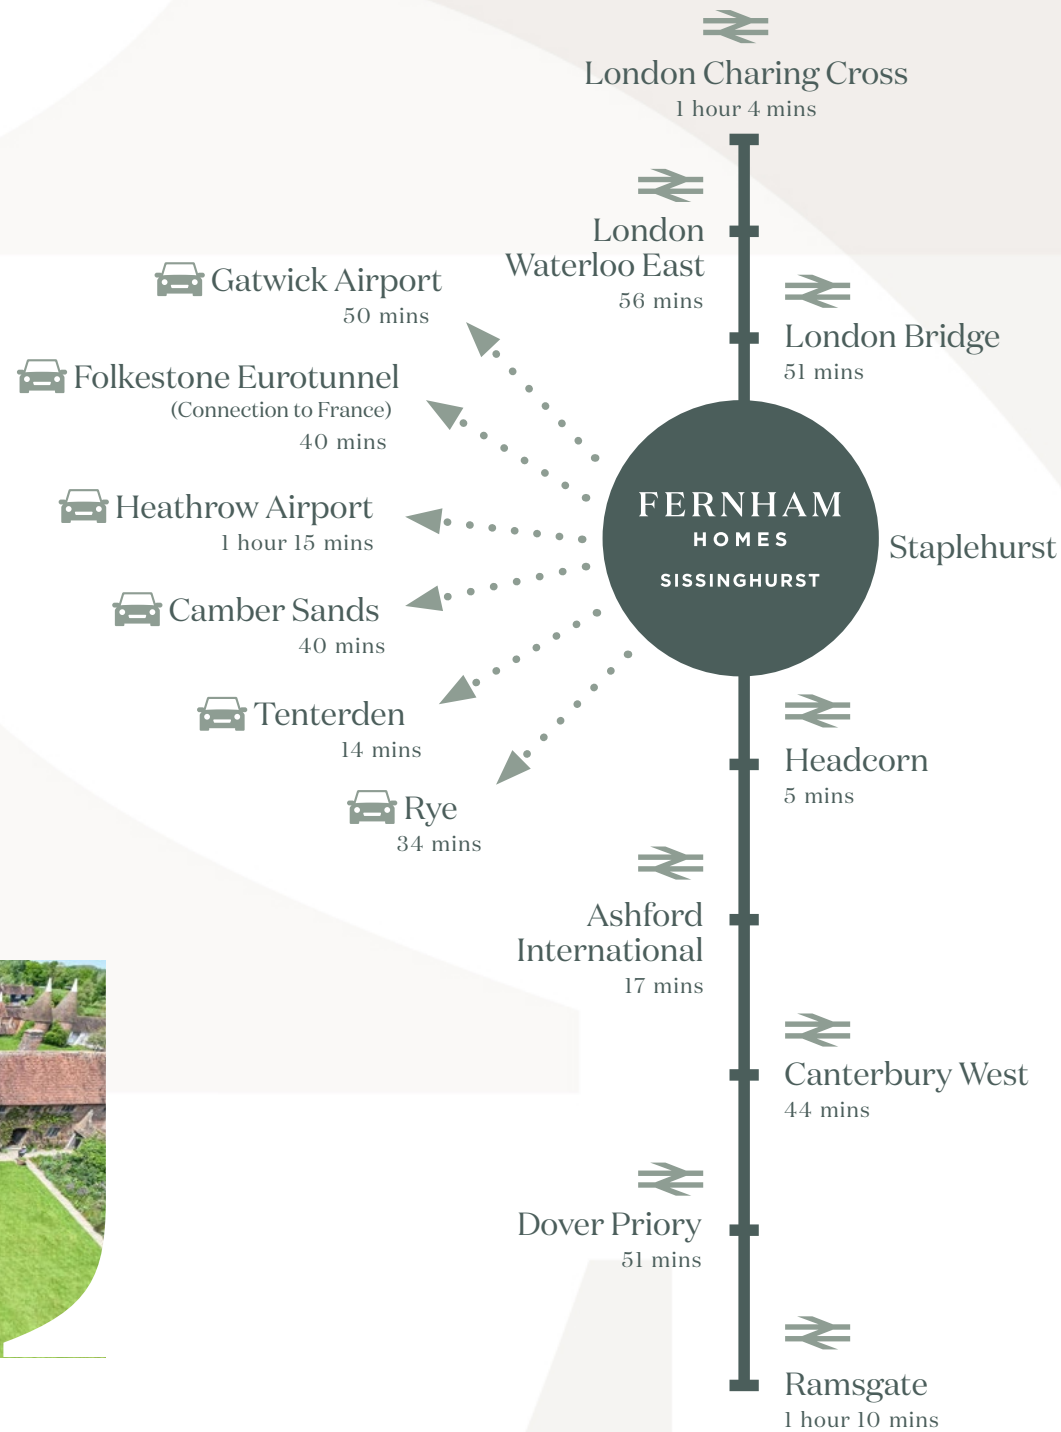 London Charing Cross
1 hour 4 mins
London
Waterloo East
56 mins
London Bridge
51 mins
Gatwick Airport
50 mins
Folkestone Eurotunnel
(Connection to France)
40 mins
Heathrow Airport
1 hour 15 mins
Camber Sands
40 mins
Tenterden
14 mins
Rye
34 mins
FERNHAM
HOMES
SISSINGHURST
Staplehurst
Headcorn
5 mins
Ashford
International
17 mins
Canterbury West
44 mins
Dover Priory
51 mins
Ramsgate
1 hour 10 mins